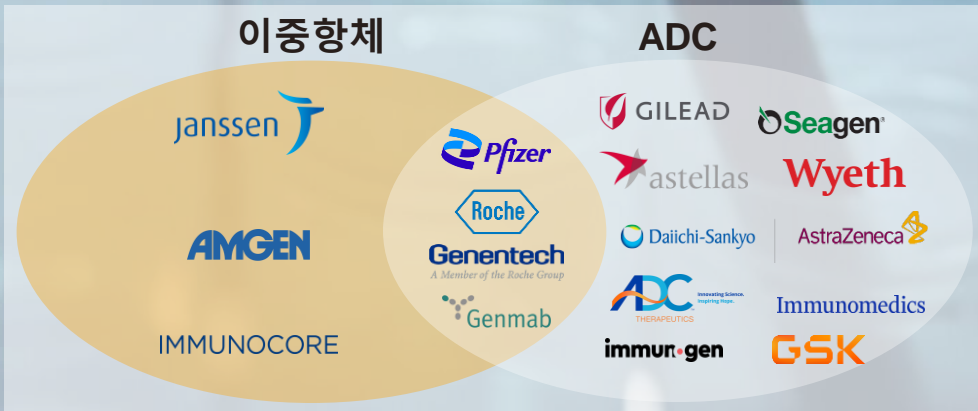 이중항체
ADC
janssen
AMGEN
IMMUNOCORE
Pfizer
Roche
Genentech
A Member of the Roche Group
Genmab
GILEAD
Seagen®
astellas
Wyeth
Daiichi-Sankyo
AstraZeneca
ADC
Innovating Science.
Inspiring Hope.
THERAPEUTICS
Immunomedics
immunogen
GSK